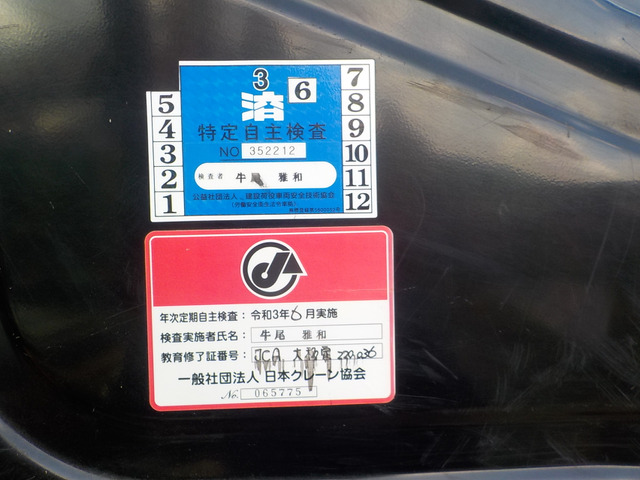 3
6
済
5
4
3
2
1
7
8
9
10
11
12
特定自主検査
NO 352212
検査者 牛尾 雅和
公益社団法人 建設荷役車両安全技術協会
年次定期自主検査：令和3年6月実施
検査実施者氏名：牛尾 雅和
教育修了証番号：JCA
一般社団法人 日本クレーン協会
No. 065775